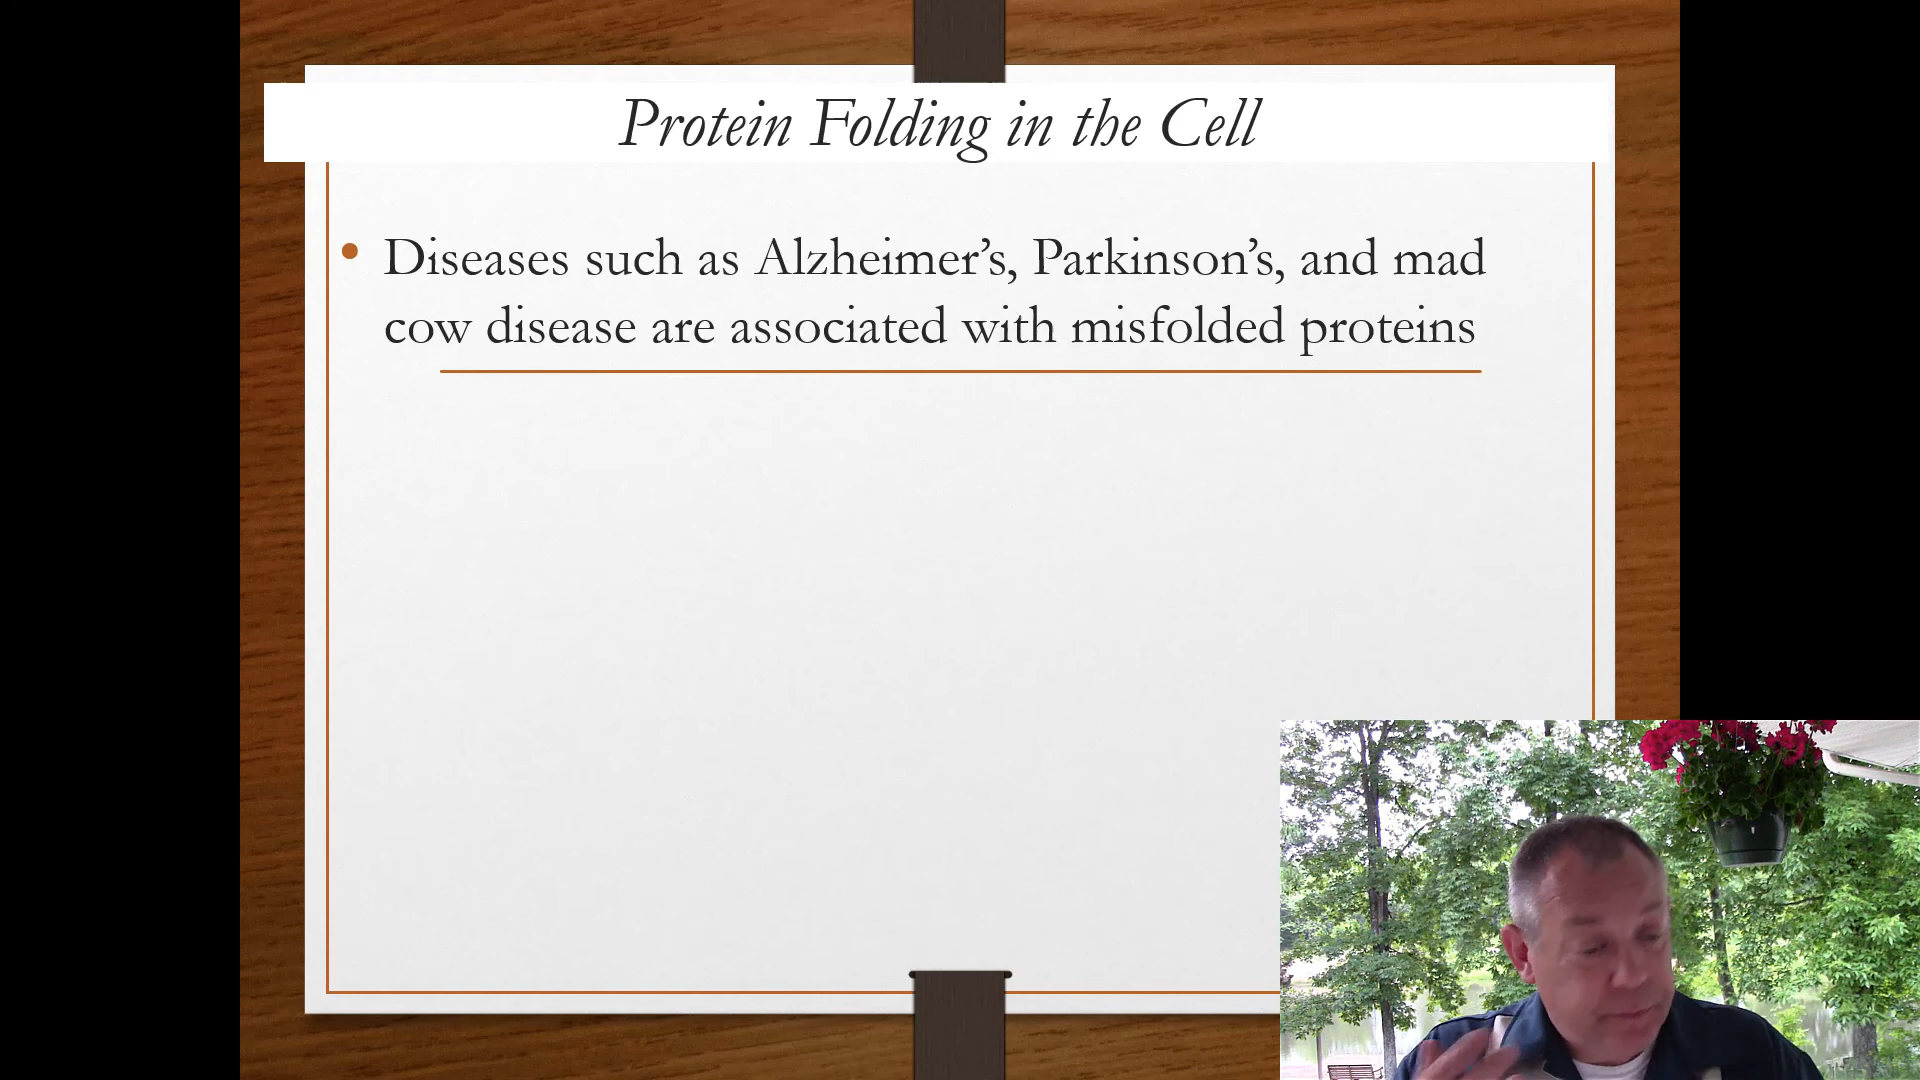 Protein Folding in the Cell
• Diseases such as Alzheimer’s, Parkinson’s, and mad
cow disease are associated with misfolded proteins